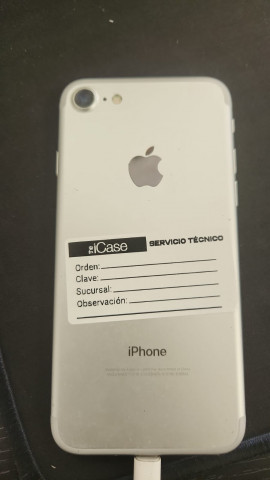 THE iCase SERVICIO TÉCNICO
Orden:
Clave:
Sucursal:
Observación:
iPhone